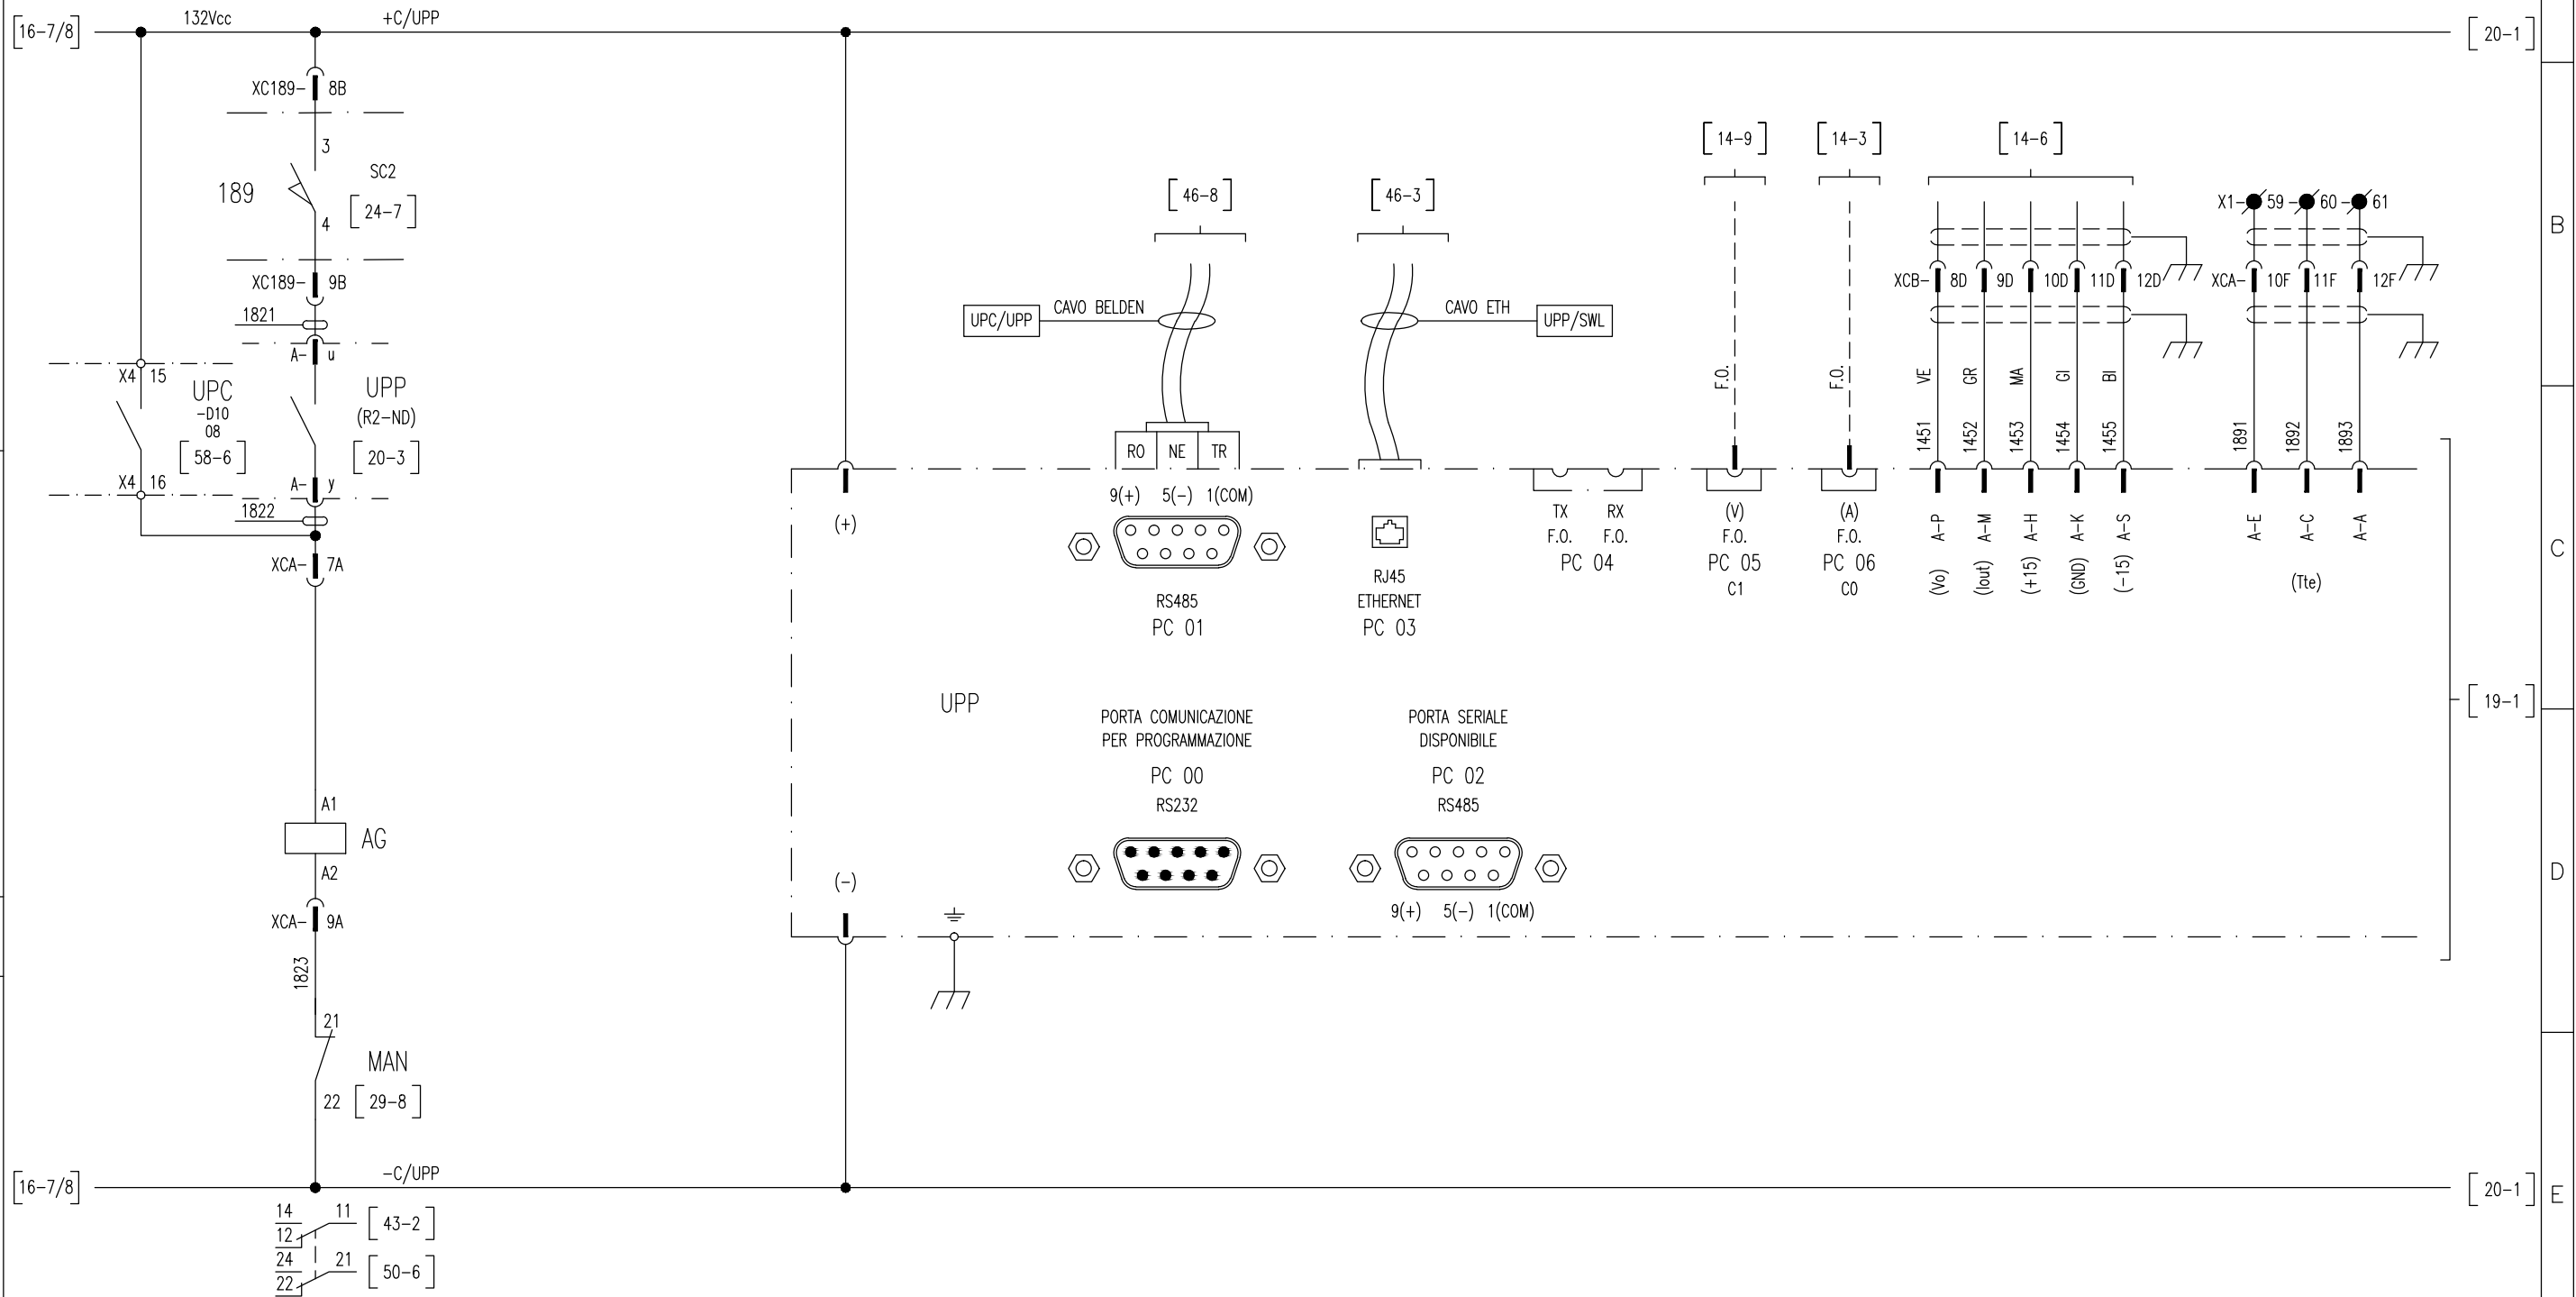 [16-7/8] 132Vcc +C/UPP [20-1]
XC189- 8B
3
189 SC2
[24-7]
4
XC189- 9B
1821
A- u
X4 15
UPC
-D10
08
[58-6]
UPP
(R2-ND)
[20-3]
X4 16
A- y
1822
XCA- 7A
A1
AG
A2
XCA- 9A
1823
21
MAN
22 [29-8]
[16-7/8] -C/UPP [20-1]
14 11 [43-2]
12
24 21 [50-6]
22
[46-8] [46-3]
UPC/UPP CAVO BELDEN
CAVO ETH UPP/SWL
RO NE TR
9(+) 5(-) 1(COM)
RS485
PC 01
RJ45
ETHERNET
PC 03
TX RX
F.O. F.O.
PC 04
[14-9]
F.O.
(V)
F.O.
PC 05
C1
[14-3]
F.O.
(A)
F.O.
PC 06
C0
[14-6]
XCB- 8D 9D 10D 11D 12D
VE GR MA GI BI
1451 1452 1453 1454 1455
A-P A-M A-H A-K A-S
(Vo) (Iout) (+15) (GND) (-15)
X1- 59 - 60 - 61
XCA- 10F 11F 12F
1891 1892 1893
A-E A-C A-A
(Tte)
(+)
UPP
(-)
PORTA COMUNICAZIONE
PER PROGRAMMAZIONE
PC 00
RS232
PORTA SERIALE
DISPONIBILE
PC 02
RS485
9(+) 5(-) 1(COM)
[19-1]
B
C
D
E